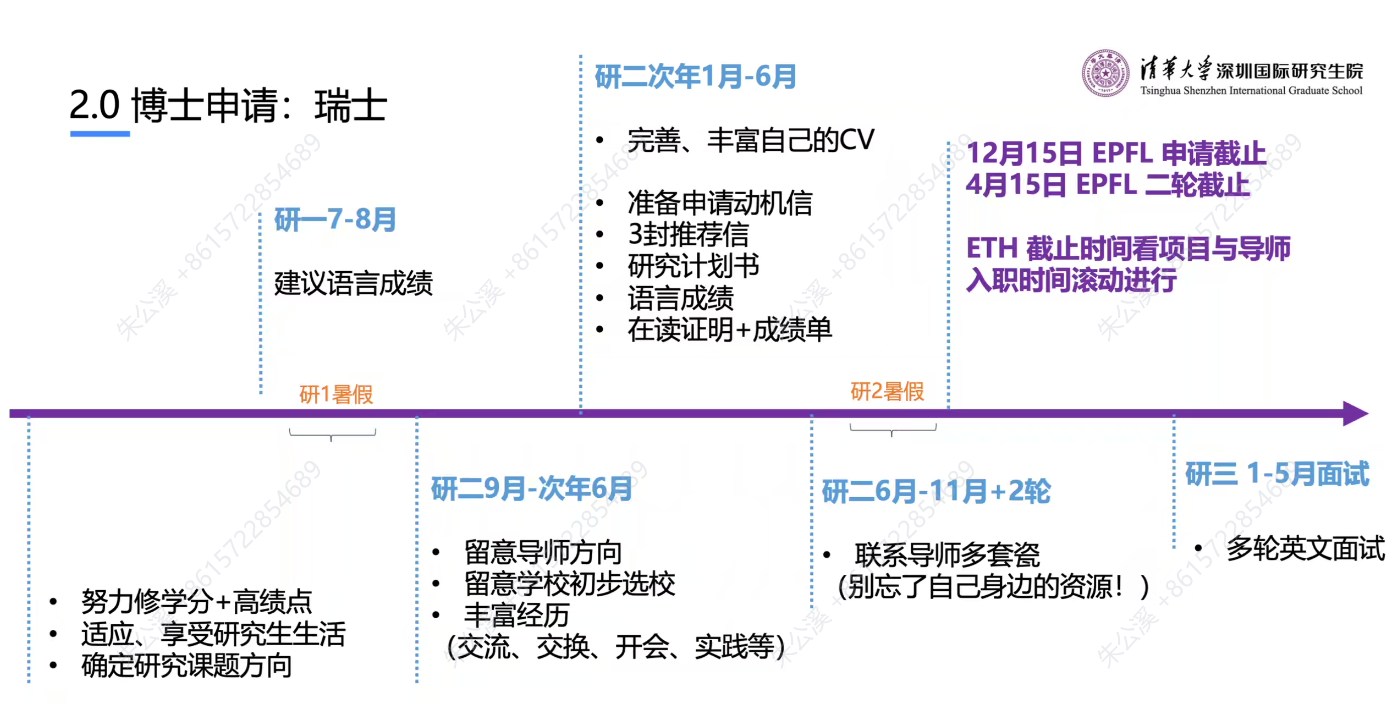 2.0 博士申请：瑞士
清华大学深圳国际研究生院
Tsinghua Shenzhen International Graduate School
研一7-8月
建议语言成绩
研二次年1月-6月
• 完善、丰富自己的CV
• 准备申请动机信
• 3封推荐信
• 研究计划书
• 语言成绩
• 在读证明+成绩单
12月15日 EPFL 申请截止
4月15日 EPFL 二轮截止
ETH 截止时间看项目与导师
入职时间滚动进行
研1暑假
研2暑假
• 努力修学分+高绩点
• 适应、享受研究生生活
• 确定研究课题方向
研二9月-次年6月
• 留意导师方向
• 留意学校初步选校
• 丰富经历
（交流、交换、开会、实践等）
研二6月-11月+2轮
• 联系导师多套瓷
（别忘了自己身边的资源！）
研三 1-5月面试
• 多轮英文面试
朱公溪 +8615722854689
朱公溪 +8615722854689
朱公溪 +8615722854689
朱公溪 +8615722854689
朱公溪 +8615722854689
朱公溪 +8615722854689
朱公溪 +8615722854689
朱公溪 +8615722854689